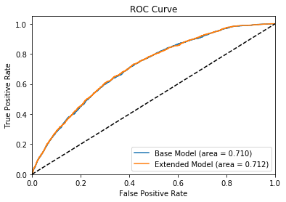 ROC Curve
True Positive Rate
1.0
0.8
0.6
0.4
0.2
0.0
Base Model (area = 0.710)
Extended Model (area = 0.712)
0.0 0.2 0.4 0.6 0.8 1.0
False Positive Rate